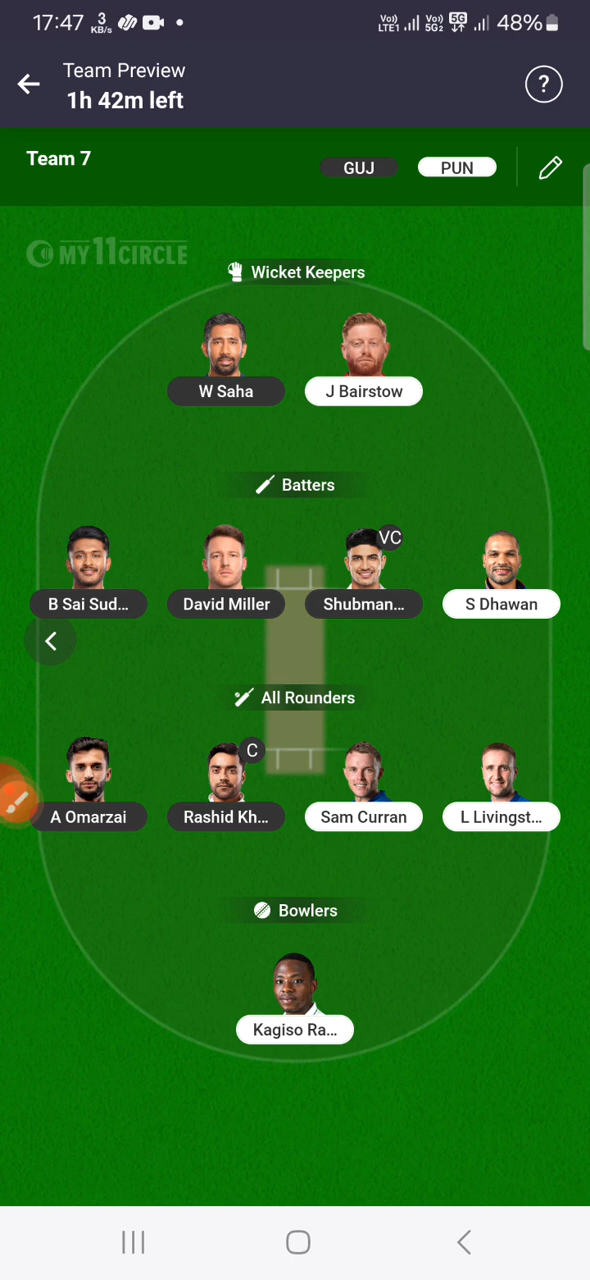 17:47 3 KB/s Vo) LTE1 Vo) 5G2 5G 48%
Team Preview
1h 42m left
?
Team 7 GUJ PUN
MY11CIRCLE
Wicket Keepers
W Saha J Bairstow
Batters
VC
B Sai Sud... David Miller Shubman... S Dhawan
All Rounders
C
A Omarzai Rashid Kh... Sam Curran L Livingst...
Bowlers
Kagiso Ra...